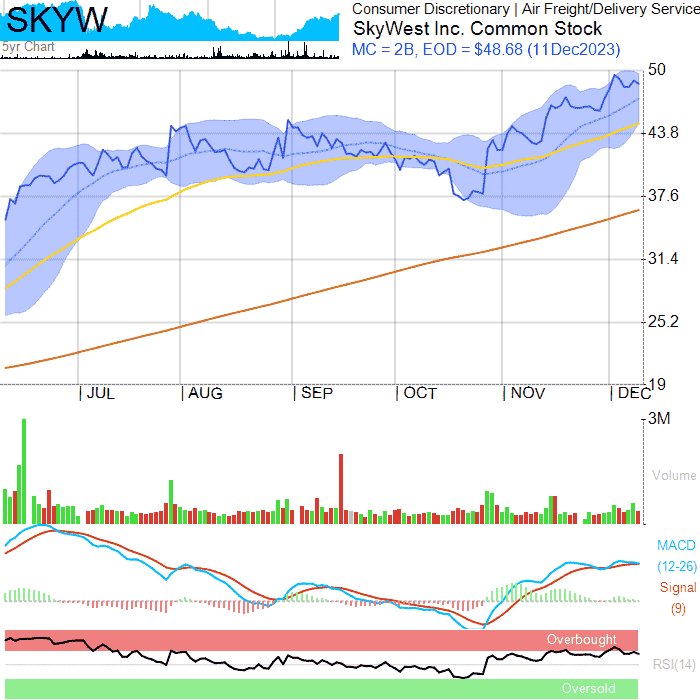 SKYW
5yr Chart
Consumer Discretionary | Air Freight/Delivery Service
SkyWest Inc. Common Stock
MC = 2B, EOD = $48.68 (11Dec2023)
50
43.8
37.6
31.4
25.2
19
JUL AUG SEP OCT NOV DEC
3M
Volume
MACD
(12-26)
Signal
(9)
Overbought
RSI(14)
Oversold